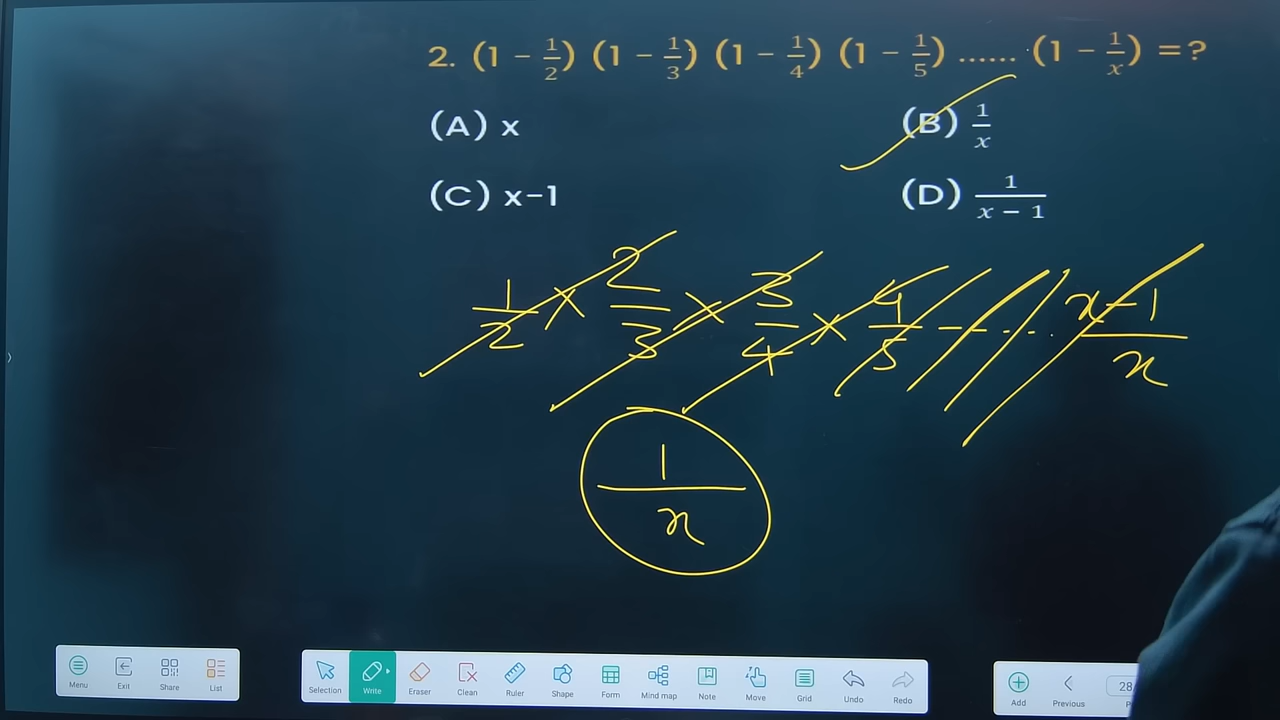 2. (1 − 1/2) (1 − 1/3) (1 − 1/4) (1 − 1/5) ...... (1 − 1/x) = ?
(A) x (B) 1/x
(C) x−1 (D) 1/(x − 1)
1/2 × 2/3 × 3/4 × 4/5 - - - . . . (x−1)/x
1/x
Menu Exit Share List Selection Write Eraser Clean Ruler Shape Form Mind map Note Move Grid Undo Redo Add Previous 28